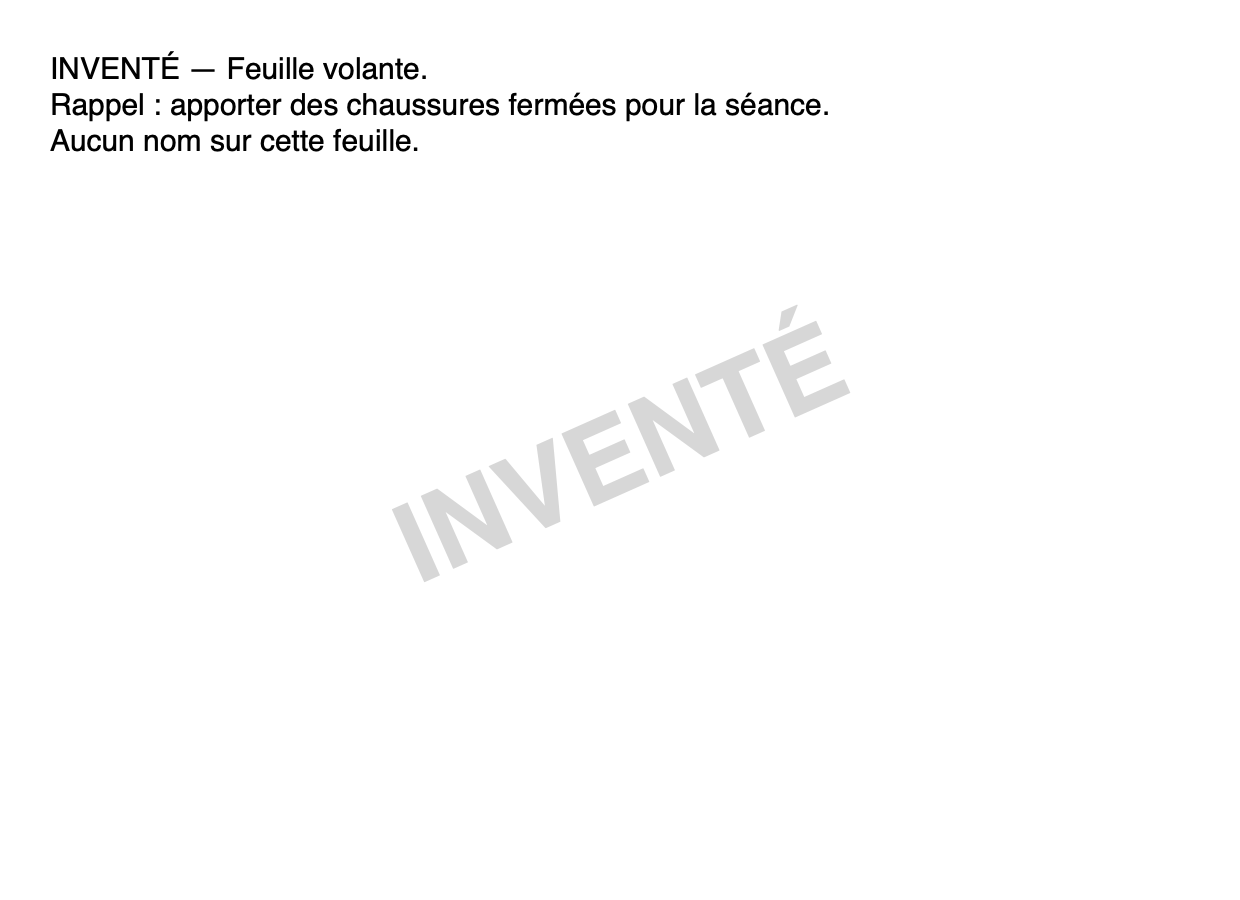 INVENTÉ — Feuille volante.
Rappel : apporter des chaussures fermées pour la séance.
Aucun nom sur cette feuille.
INVENTÉ